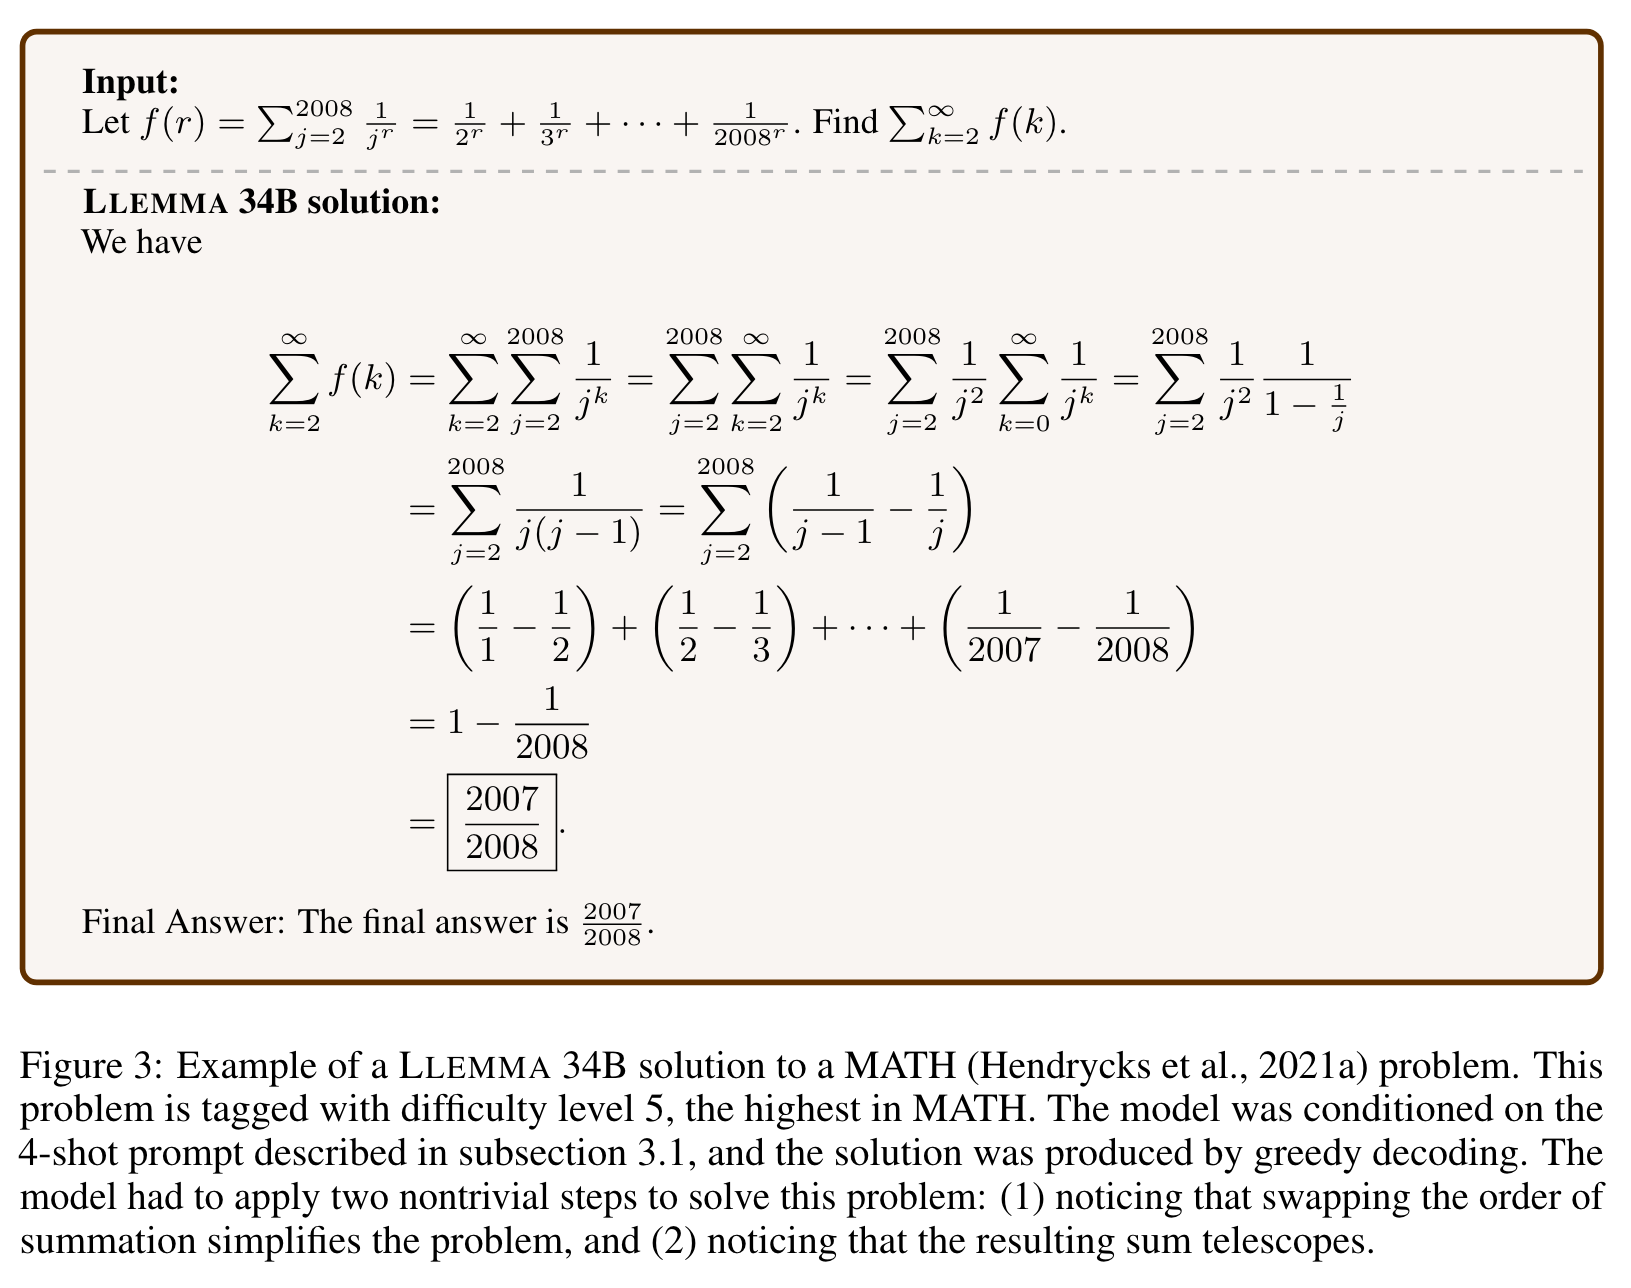 Input:
Let $f(r) = \sum_{j=2}^{2008} \frac{1}{j^r} = \frac{1}{2^r} + \frac{1}{3^r} + \cdots + \frac{1}{2008^r}$. Find $\sum_{k=2}^{\infty} f(k)$.
LLEMMA 34B solution:
We have
$\sum_{k=2}^{\infty} f(k) = \sum_{k=2}^{\infty} \sum_{j=2}^{2008} \frac{1}{j^k} = \sum_{j=2}^{2008} \sum_{k=2}^{\infty} \frac{1}{j^k} = \sum_{j=2}^{2008} \frac{1}{j^2} \sum_{k=0}^{\infty} \frac{1}{j^k} = \sum_{j=2}^{2008} \frac{1}{j^2} \frac{1}{1 - \frac{1}{j}}$
$= \sum_{j=2}^{2008} \frac{1}{j(j-1)} = \sum_{j=2}^{2008} \left( \frac{1}{j-1} - \frac{1}{j} \right)$
$= \left( \frac{1}{1} - \frac{1}{2} \right) + \left( \frac{1}{2} - \frac{1}{3} \right) + \cdots + \left( \frac{1}{2007} - \frac{1}{2008} \right)$
$= 1 - \frac{1}{2008}$
$= \boxed{\frac{2007}{2008}}.$
Final Answer: The final answer is $\frac{2007}{2008}$.
Figure 3: Example of a LLEMMA 34B solution to a MATH (Hendrycks et al., 2021a) problem. This
problem is tagged with difficulty level 5, the highest in MATH. The model was conditioned on the
4-shot prompt described in subsection 3.1, and the solution was produced by greedy decoding. The
model had to apply two nontrivial steps to solve this problem: (1) noticing that swapping the order of
summation simplifies the problem, and (2) noticing that the resulting sum telescopes.